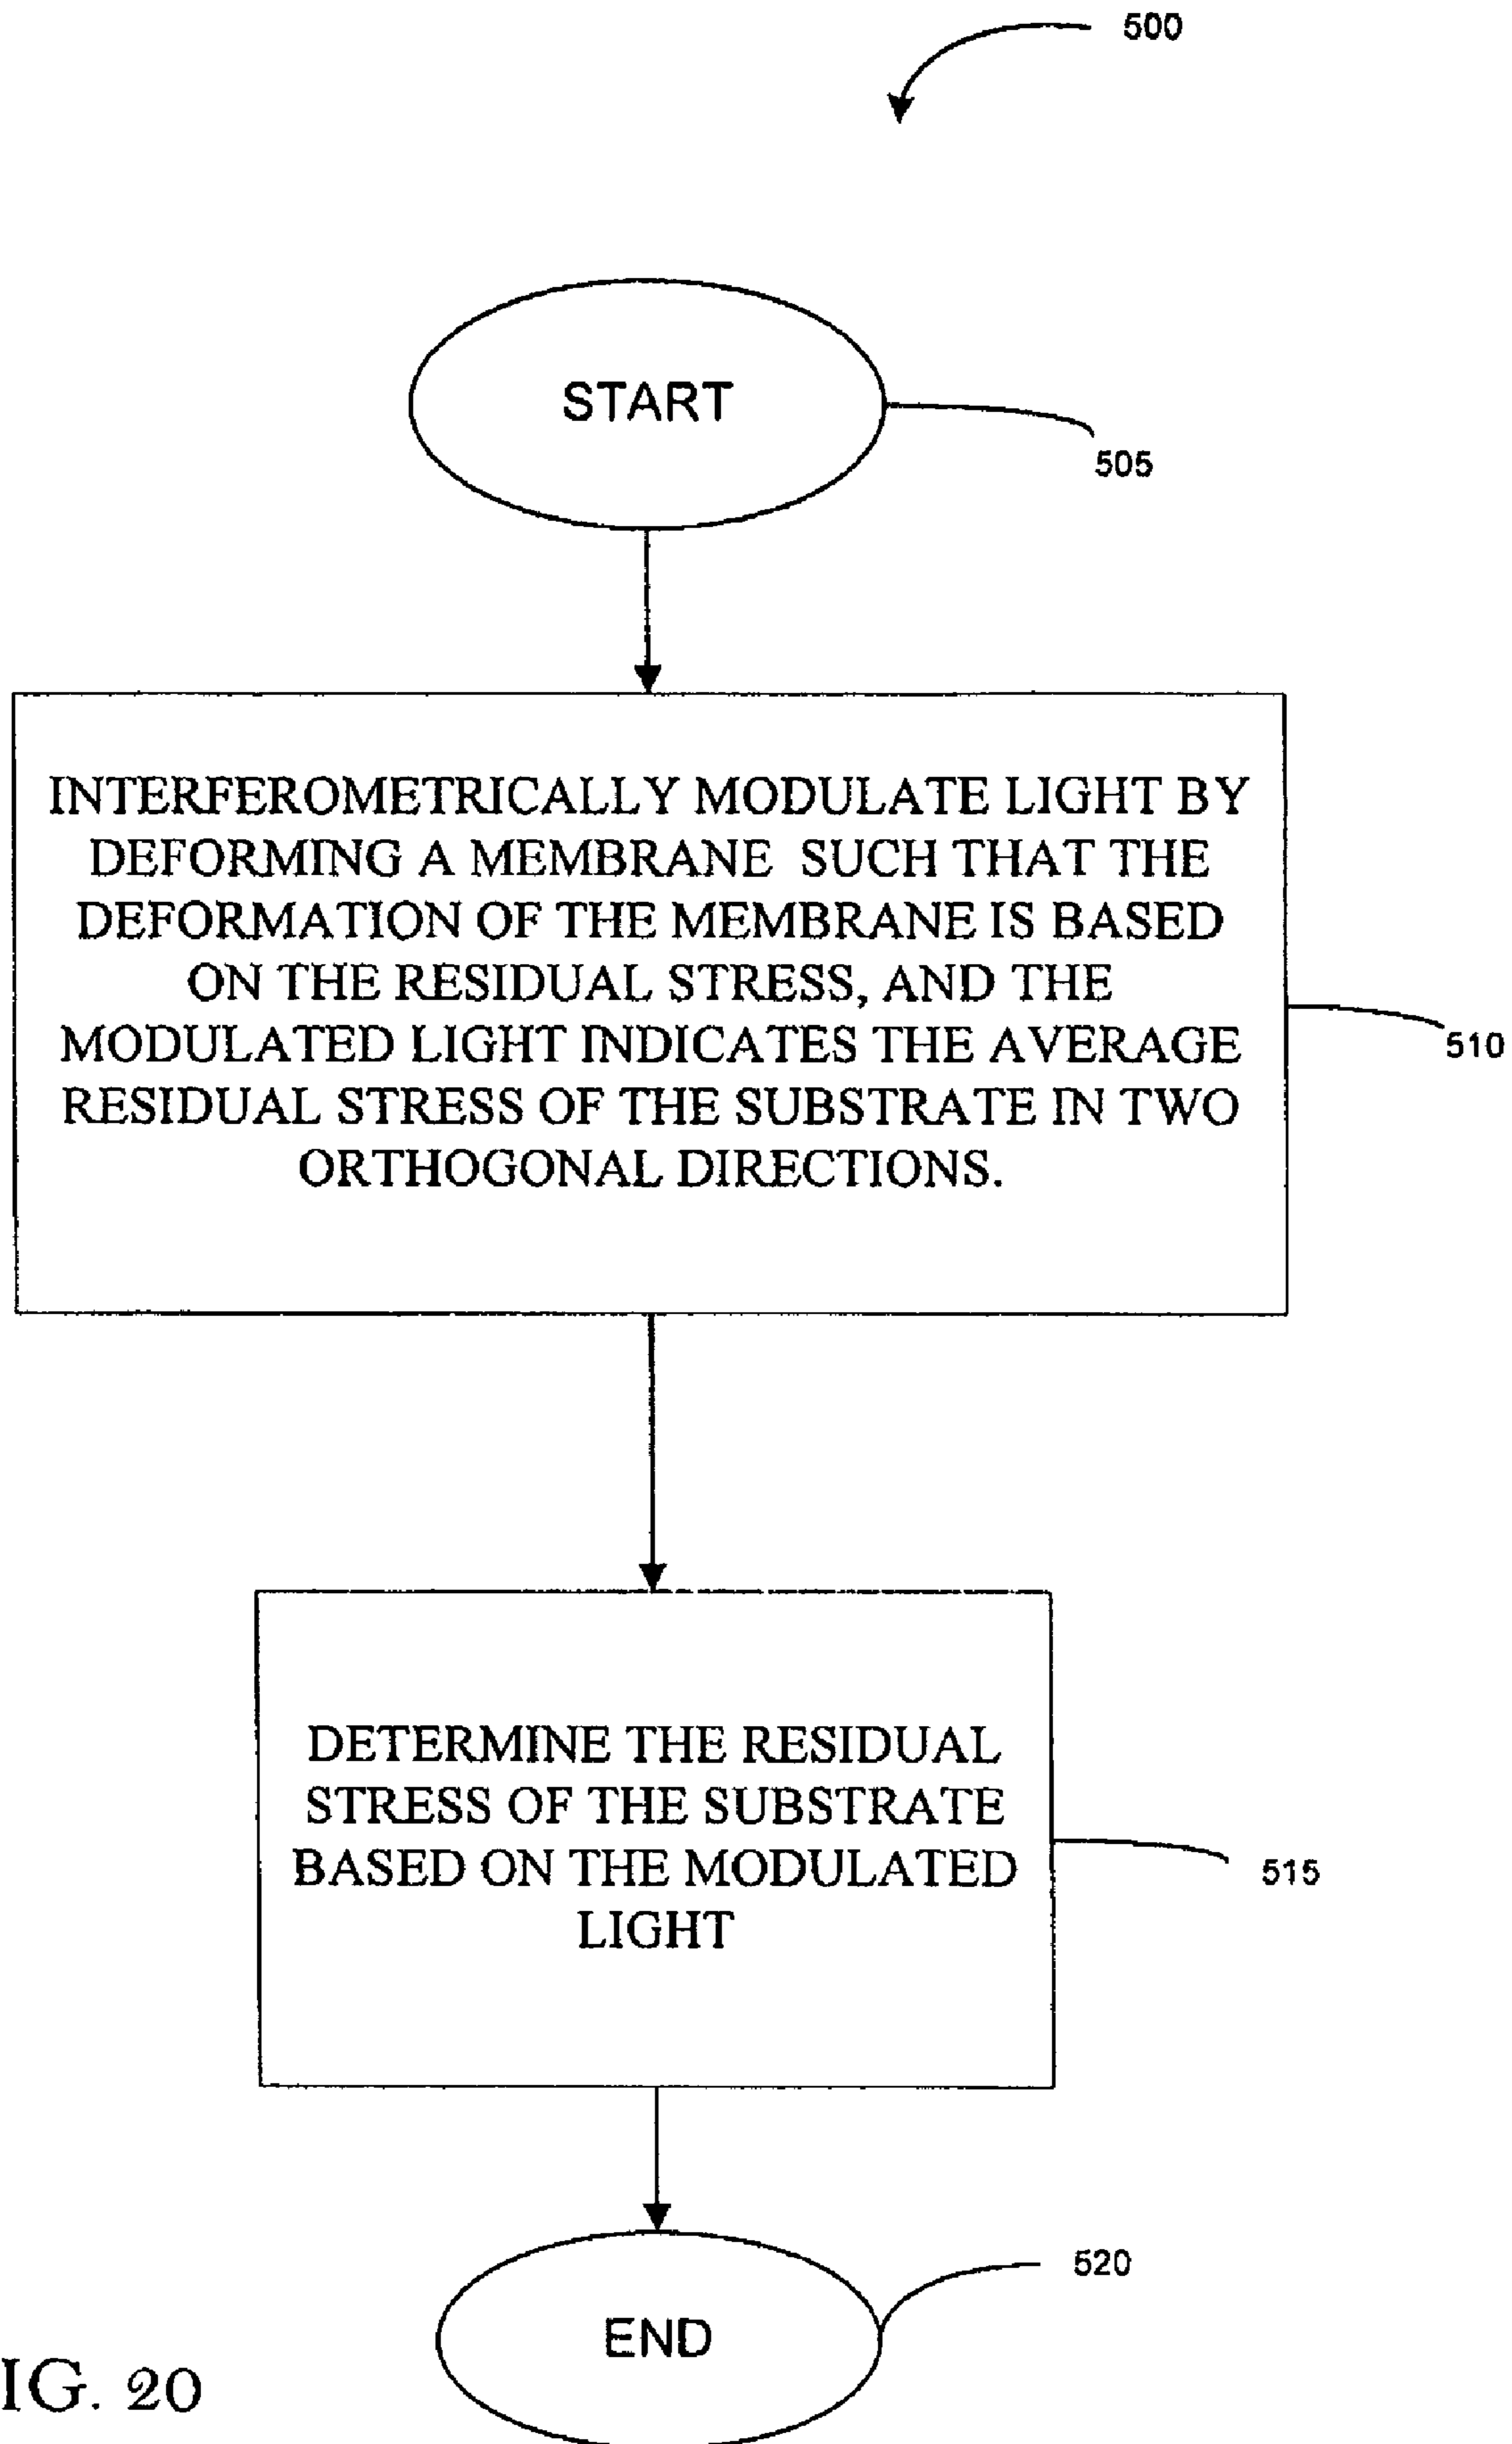 500
START
505
INTERFEROMETRICALLY MODULATE LIGHT BY
DEFORMING A MEMBRANE SUCH THAT THE
DEFORMATION OF THE MEMBRANE IS BASED
ON THE RESIDUAL STRESS, AND THE
MODULATED LIGHT INDICATES THE AVERAGE
RESIDUAL STRESS OF THE SUBSTRATE IN TWO
ORTHOGONAL DIRECTIONS.
510
DETERMINE THE RESIDUAL
STRESS OF THE SUBSTRATE
BASED ON THE MODULATED
LIGHT
515
520
END
IG. 20